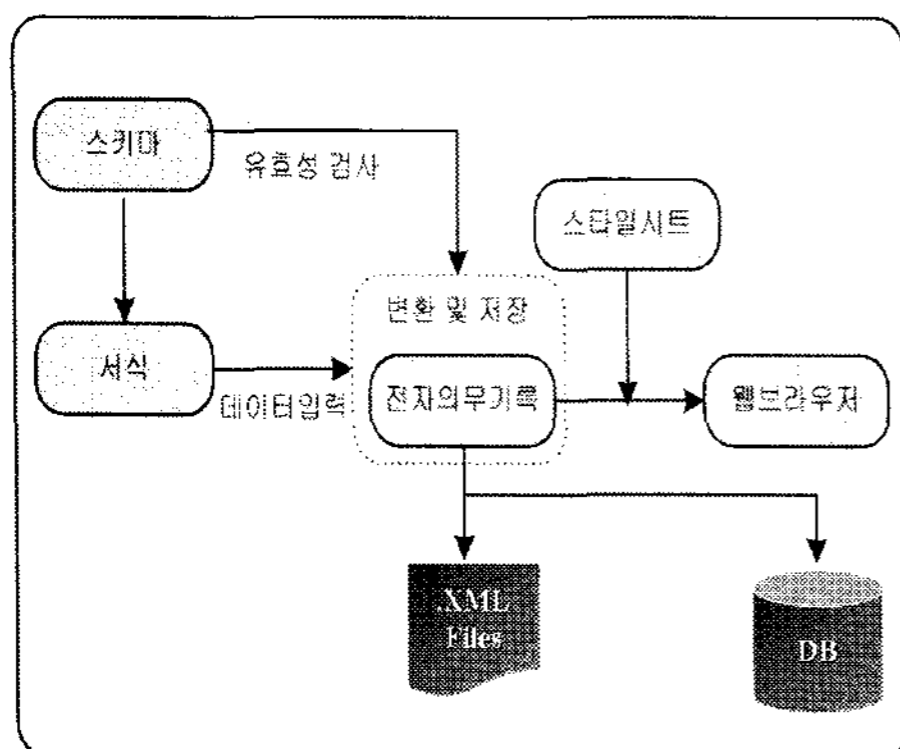 스키마
유효성 검사
스타일시트
변환 및 저장
서식
데이터입력
전자의무기록
웹브라우저
.XML
Files
DB